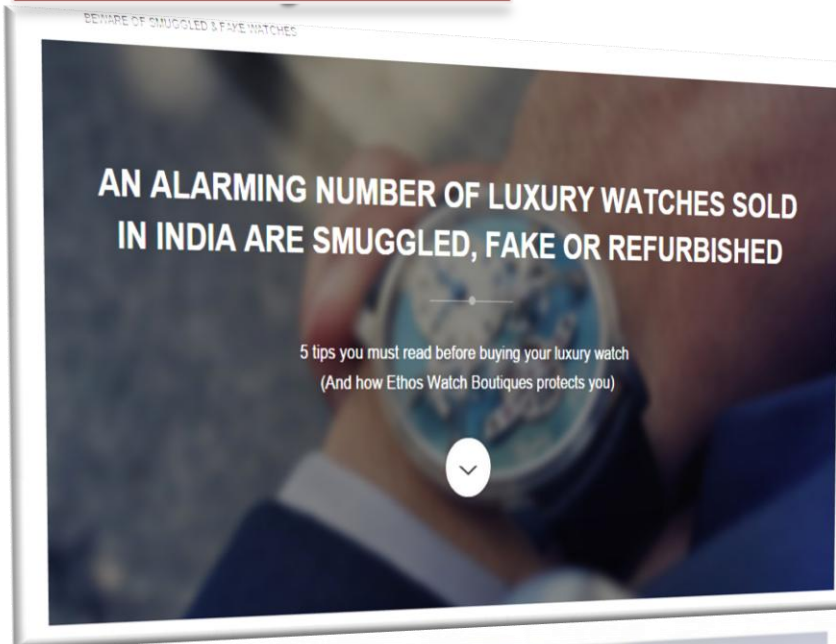 BEWARE OF SMUGGLED & FAKE WATCHES
AN ALARMING NUMBER OF LUXURY WATCHES SOLD
IN INDIA ARE SMUGGLED, FAKE OR REFURBISHED
5 tips you must read before buying your luxury watch
(And how Ethos Watch Boutiques protects you)